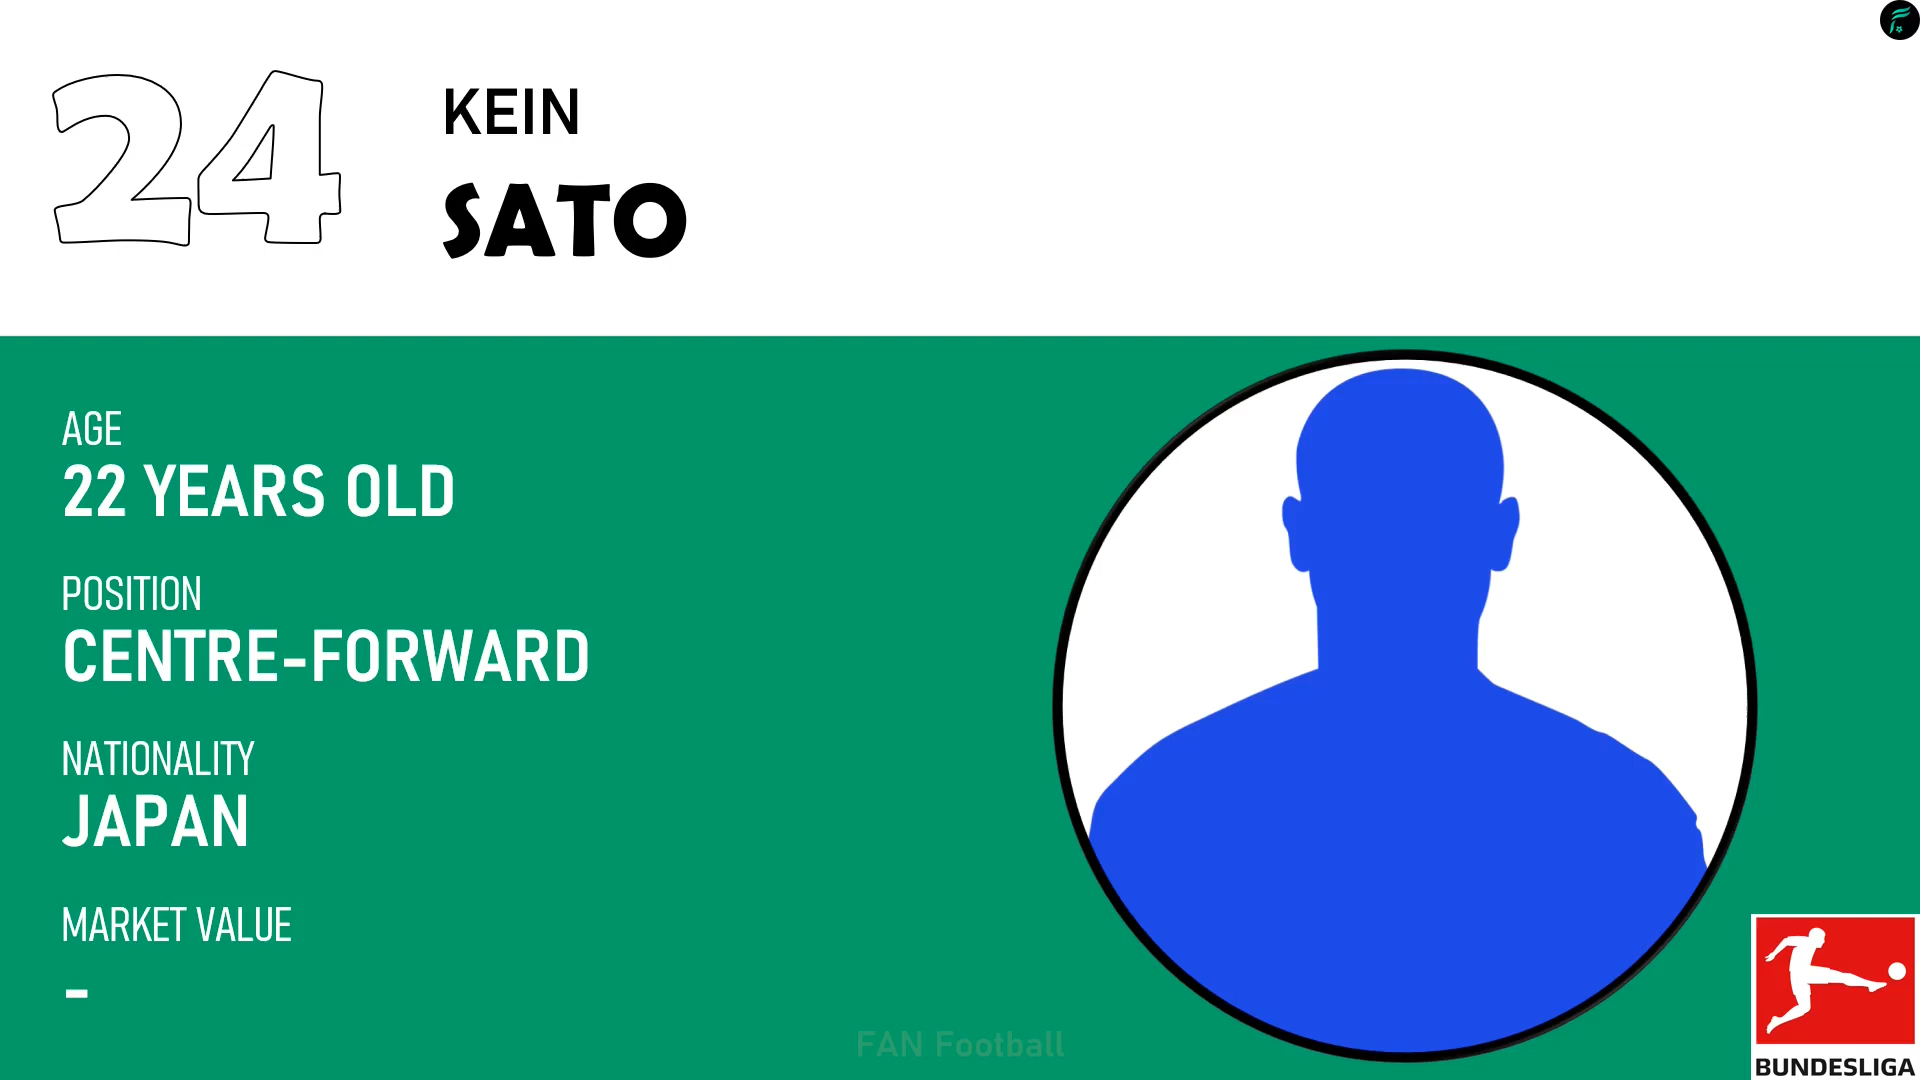 24
KEIN
SATO
AGE
22 YEARS OLD
POSITION
CENTRE-FORWARD
NATIONALITY
JAPAN
MARKET VALUE
-
FAN Football
BUNDESLIGA